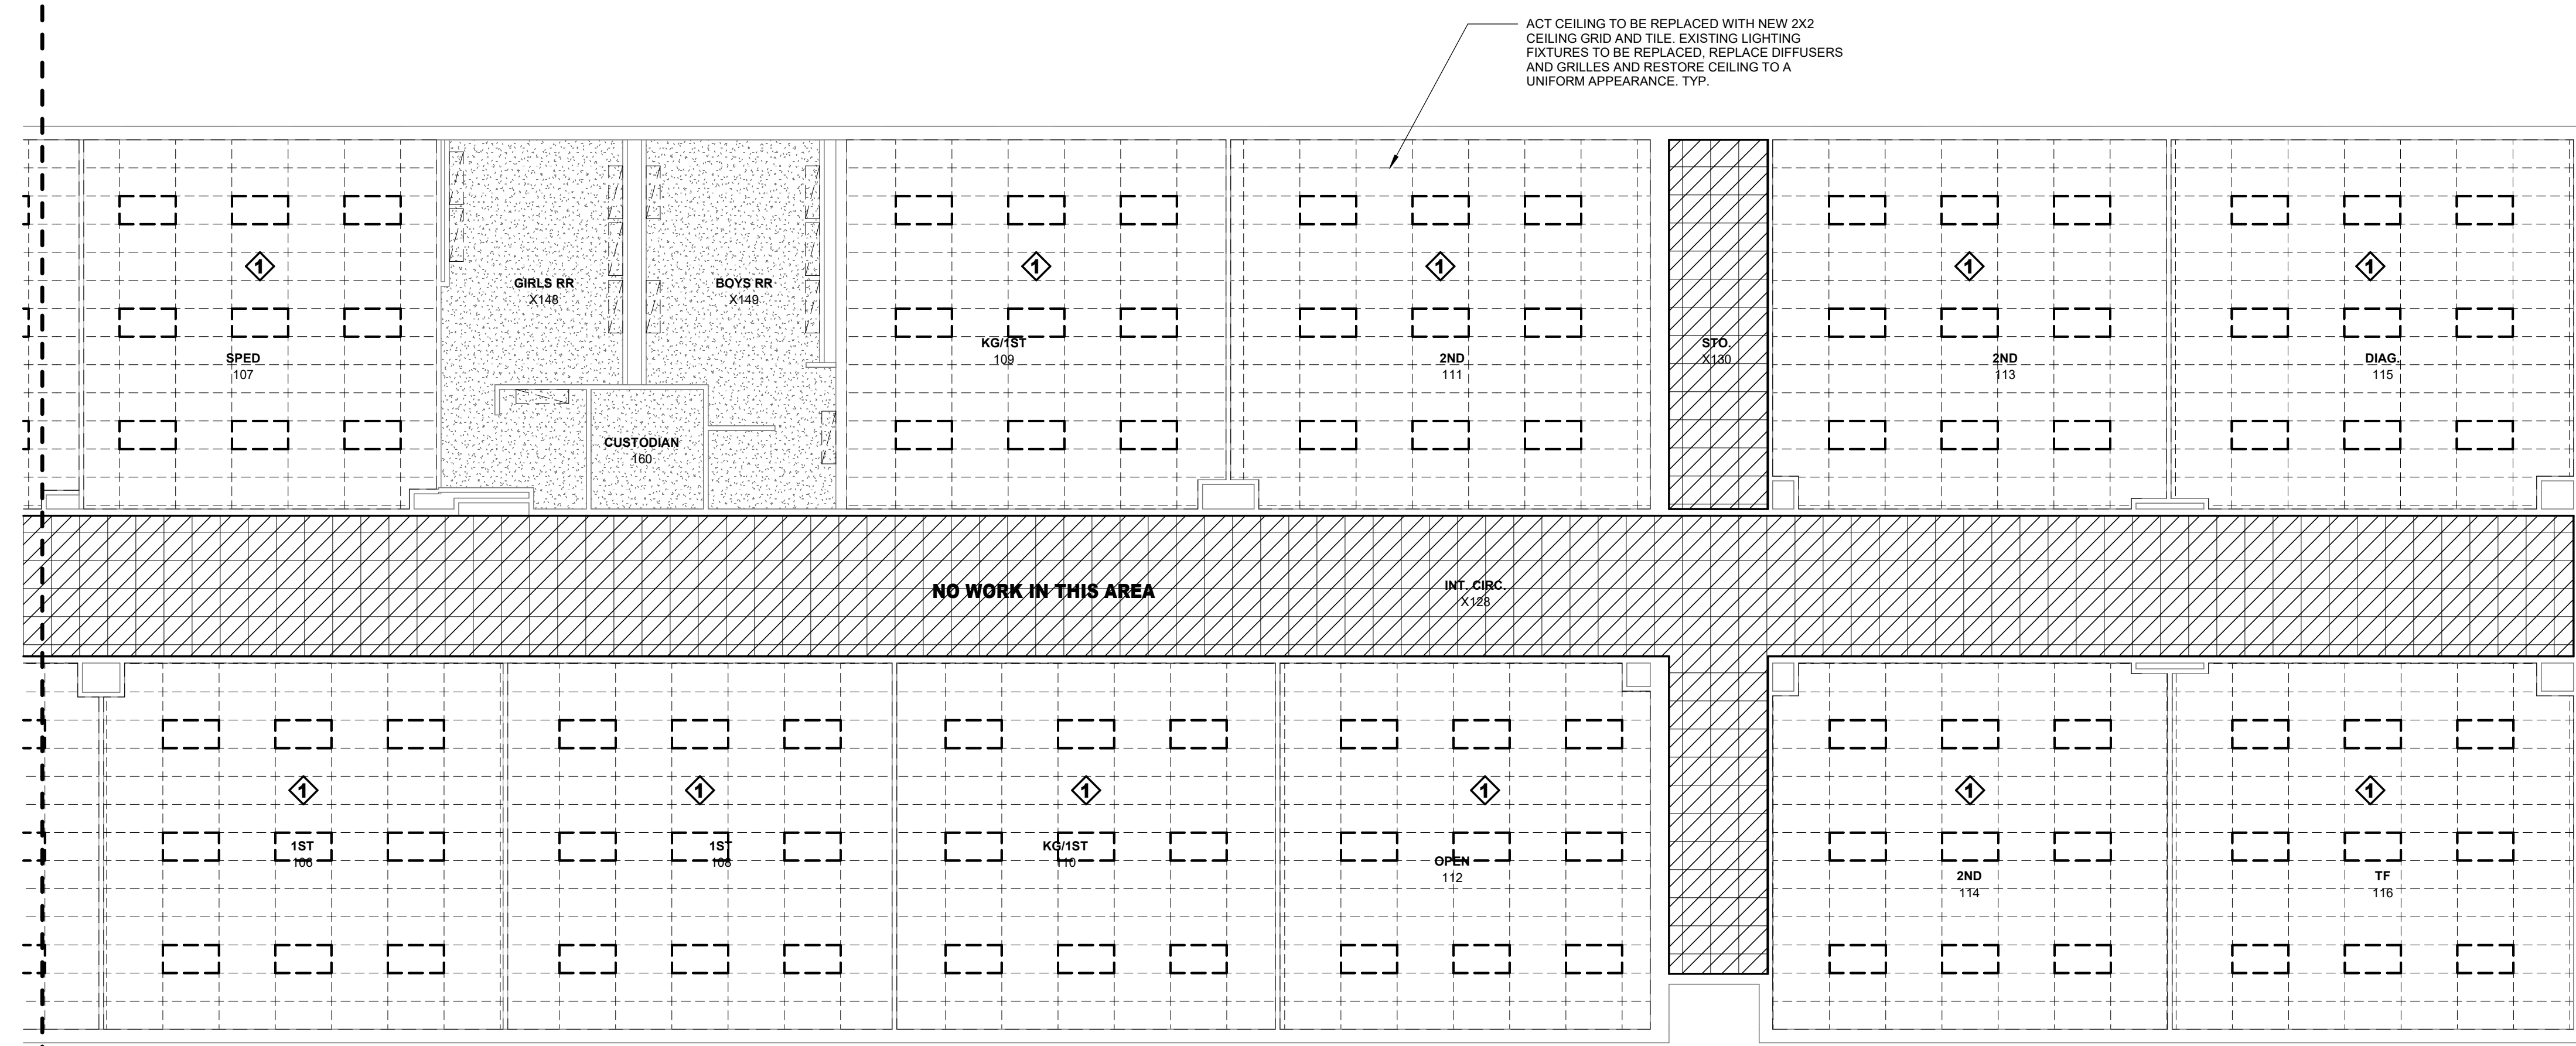 ACT CEILING TO BE REPLACED WITH NEW 2X2
CEILING GRID AND TILE. EXISTING LIGHTING
FIXTURES TO BE REPLACED, REPLACE DIFFUSERS
AND GRILLES AND RESTORE CEILING TO A
UNIFORM APPEARANCE. TYP.
1
1
1
1
1
GIRLS RR
X148
BOYS RR
X149
SPED
107
KG/1ST
109
2ND
111
STO.
X130
2ND
113
DIAG.
115
CUSTODIAN
160
NO WORK IN THIS AREA
INT. CIRC.
X128
1
1
1
1
1
1
1ST
106
1ST
108
KG/1ST
110
OPEN
112
2ND
114
TF
116